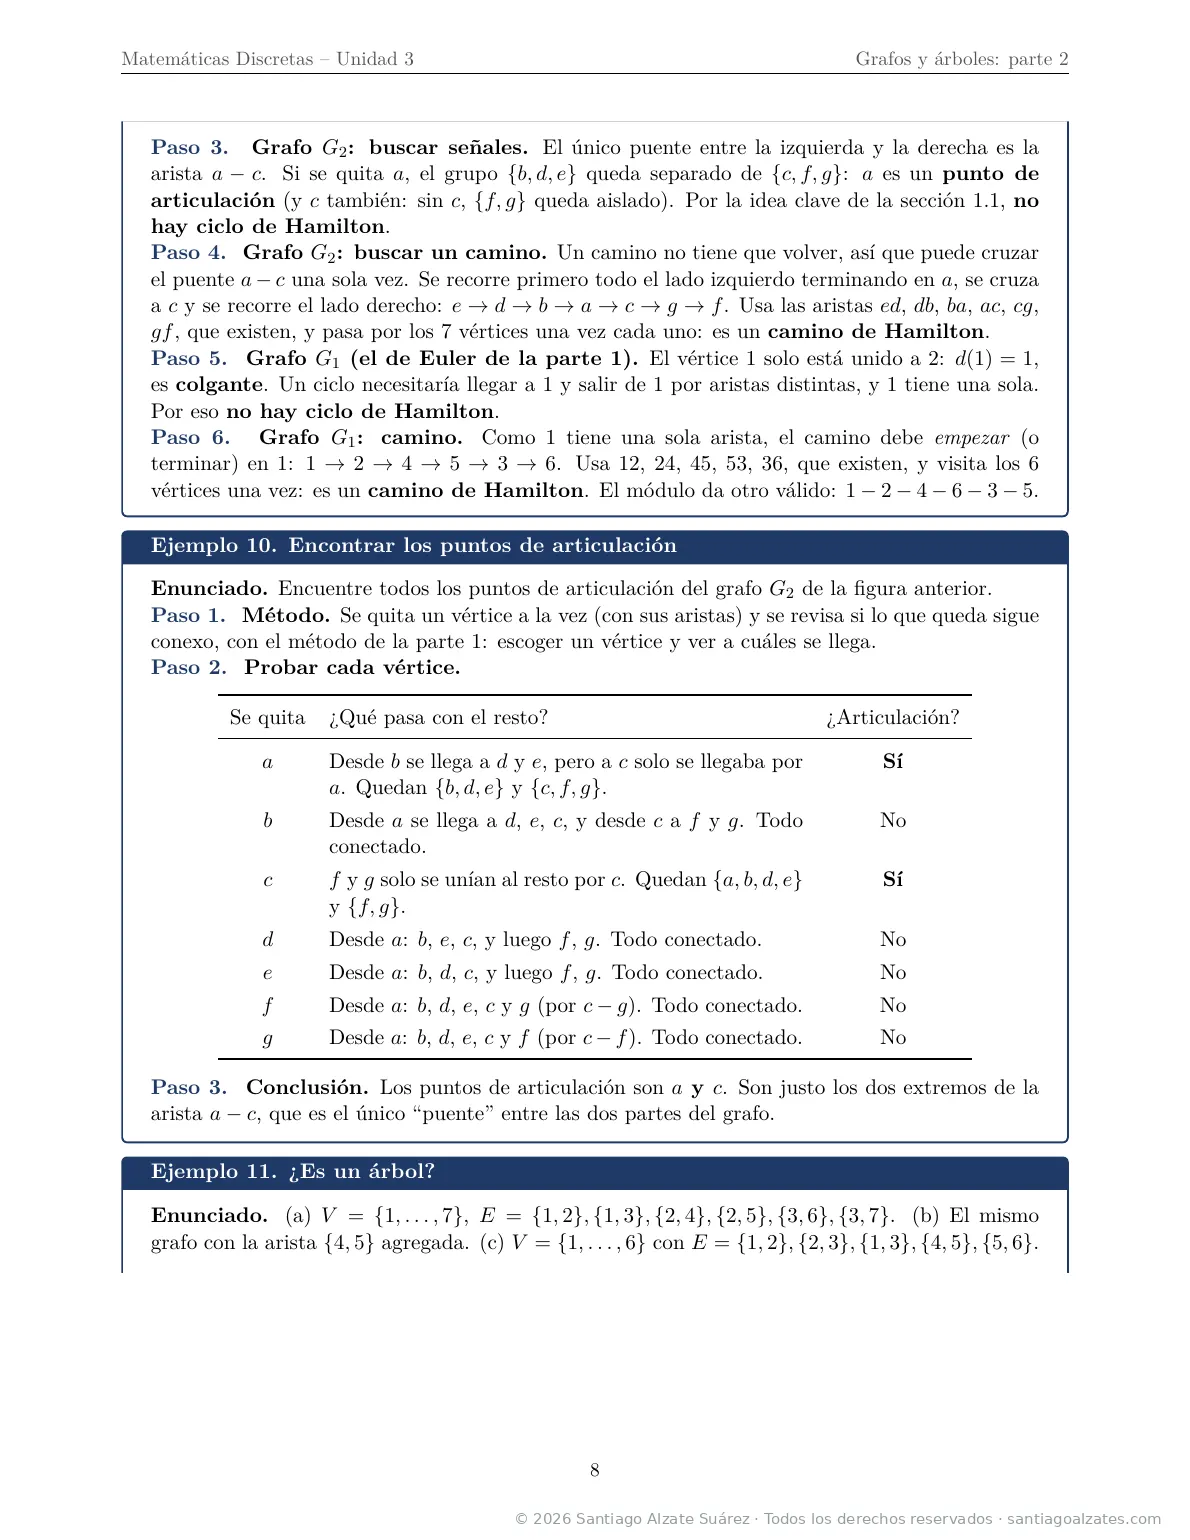 Matemáticas Discretas – Unidad 3
Grafos y árboles: parte 2
Paso 3. Grafo G₂: buscar señales. El único puente entre la izquierda y la derecha es la
arista a − c. Si se quita a, el grupo {b, d, e} queda separado de {c, f, g}: a es un punto de
articulación (y c también: sin c, {f, g} queda aislado). Por la idea clave de la sección 1.1, no
hay ciclo de Hamilton.
Paso 4. Grafo G₂: buscar un camino. Un camino no tiene que volver, así que puede cruzar
el puente a − c una sola vez. Se recorre primero todo el lado izquierdo terminando en a, se cruza
a c y se recorre el lado derecho: e → d → b → a → c → g → f. Usa las aristas ed, db, ba, ac, cg,
gf, que existen, y pasa por los 7 vértices una vez cada uno: es un camino de Hamilton.
Paso 5. Grafo G₁ (el de Euler de la parte 1). El vértice 1 solo está unido a 2: d(1) = 1,
es colgante. Un ciclo necesitaría llegar a 1 y salir de 1 por aristas distintas, y 1 tiene una sola.
Por eso no hay ciclo de Hamilton.
Paso 6. Grafo G₁: camino. Como 1 tiene una sola arista, el camino debe empezar (o
terminar) en 1: 1 → 2 → 4 → 5 → 3 → 6. Usa 12, 24, 45, 53, 36, que existen, y visita los 6
vértices una vez: es un camino de Hamilton. El módulo da otro válido: 1 − 2 − 4 − 6 − 3 − 5.
Ejemplo 10. Encontrar los puntos de articulación
Enunciado. Encuentre todos los puntos de articulación del grafo G₂ de la figura anterior.
Paso 1. Método. Se quita un vértice a la vez (con sus aristas) y se revisa si lo que queda sigue
conexo, con el método de la parte 1: escoger un vértice y ver a cuáles se llega.
Paso 2. Probar cada vértice.
Se quita ¿Qué pasa con el resto? ¿Articulación?
a Desde b se llega a d y e, pero a c solo se llegaba por Sí
a. Quedan {b, d, e} y {c, f, g}.
b Desde a se llega a d, e, c, y desde c a f y g. Todo No
conectado.
c f y g solo se unían al resto por c. Quedan {a, b, d, e} Sí
y {f, g}.
d Desde a: b, e, c, y luego f, g. Todo conectado. No
e Desde a: b, d, c, y luego f, g. Todo conectado. No
f Desde a: b, d, e, c y g (por c − g). Todo conectado. No
g Desde a: b, d, e, c y f (por c − f). Todo conectado. No
Paso 3. Conclusión. Los puntos de articulación son a y c. Son justo los dos extremos de la
arista a − c, que es el único “puente” entre las dos partes del grafo.
Ejemplo 11. ¿Es un árbol?
Enunciado. (a) V = {1, . . . , 7}, E = {1, 2}, {1, 3}, {2, 4}, {2, 5}, {3, 6}, {3, 7}. (b) El mismo
grafo con la arista {4, 5} agregada. (c) V = {1, . . . , 6} con E = {1, 2}, {2, 3}, {1, 3}, {4, 5}, {5, 6}.
8
© 2026 Santiago Alzate Suárez · Todos los derechos reservados · santiagoalzates.com